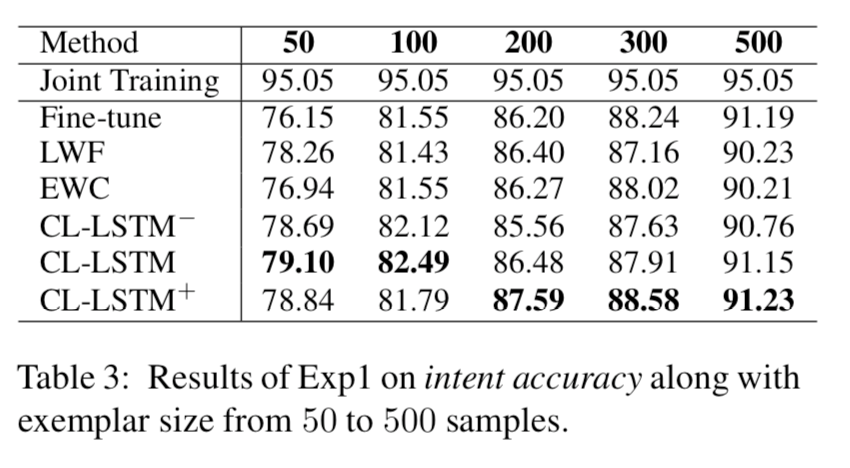 Method 50 100 200 300 500
Joint Training 95.05 95.05 95.05 95.05 95.05
Fine-tune 76.15 81.55 86.20 88.24 91.19
LWF 78.26 81.43 86.40 87.16 90.23
EWC 76.94 81.55 86.27 88.02 90.21
CL-LSTM⁻ 78.69 82.12 85.56 87.63 90.76
CL-LSTM 79.10 82.49 86.48 87.91 91.15
CL-LSTM⁺ 78.84 81.79 87.59 88.58 91.23
Table 3: Results of Exp1 on intent accuracy along with
exemplar size from 50 to 500 samples.